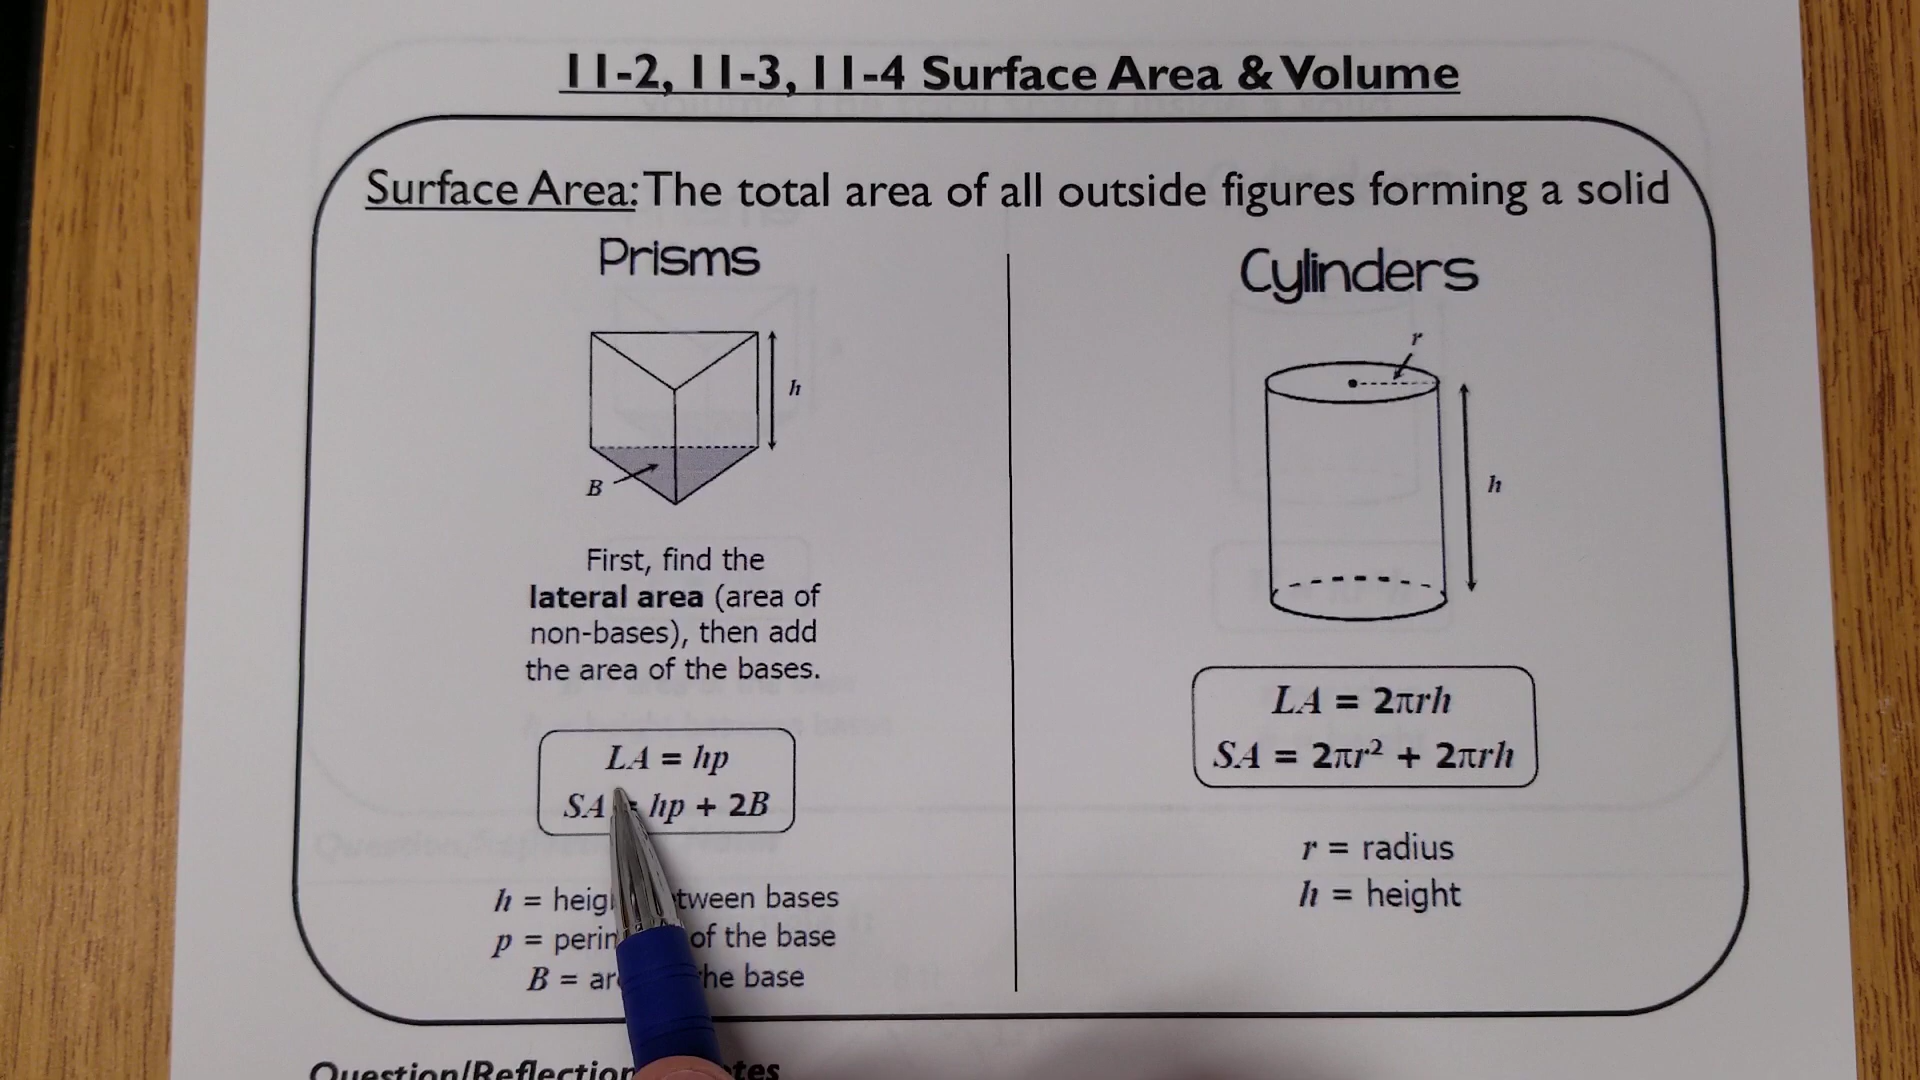 11-2, 11-3, 11-4 Surface Area & Volume
Surface Area: The total area of all outside figures forming a solid
Prisms
h
B
First, find the
lateral area (area of
non-bases), then add
the area of the bases.
LA = hp
SA = hp + 2B
h = heig tween bases
p = perin of the base
B = ar he base
Cylinders
r
h
LA = 2πrh
SA = 2πr² + 2πrh
r = radius
h = height
Question/Reflection tes